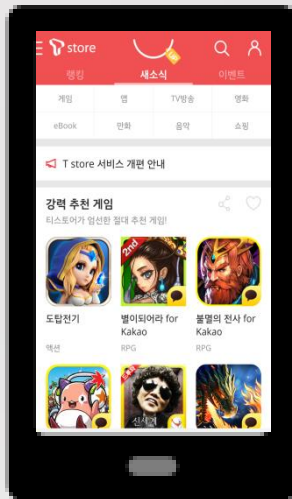 T store
랭킹 새소식 이벤트
게임 앱 TV방송 영화
eBook 만화 음악 쇼핑
T store 서비스 개편 안내
강력 추천 게임
티스토어가 엄선한 절대 추천 게임!
2nd
도탑전기 별이되어라 for Kakao 불멸의 전사 for Kakao
액션 RPG RPG
신세계